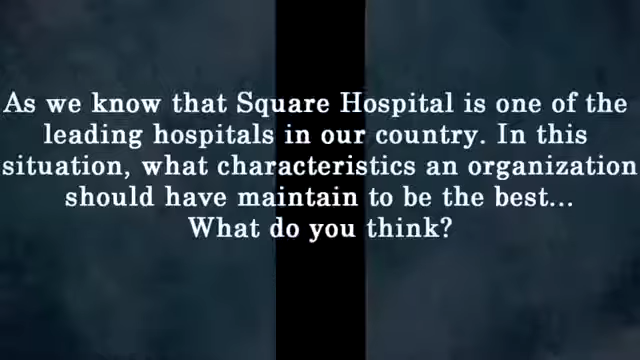 As we know that Square Hospital is one of the
leading hospitals in our country. In this
situation, what characteristics an organization
should have maintain to be the best...
What do you think?